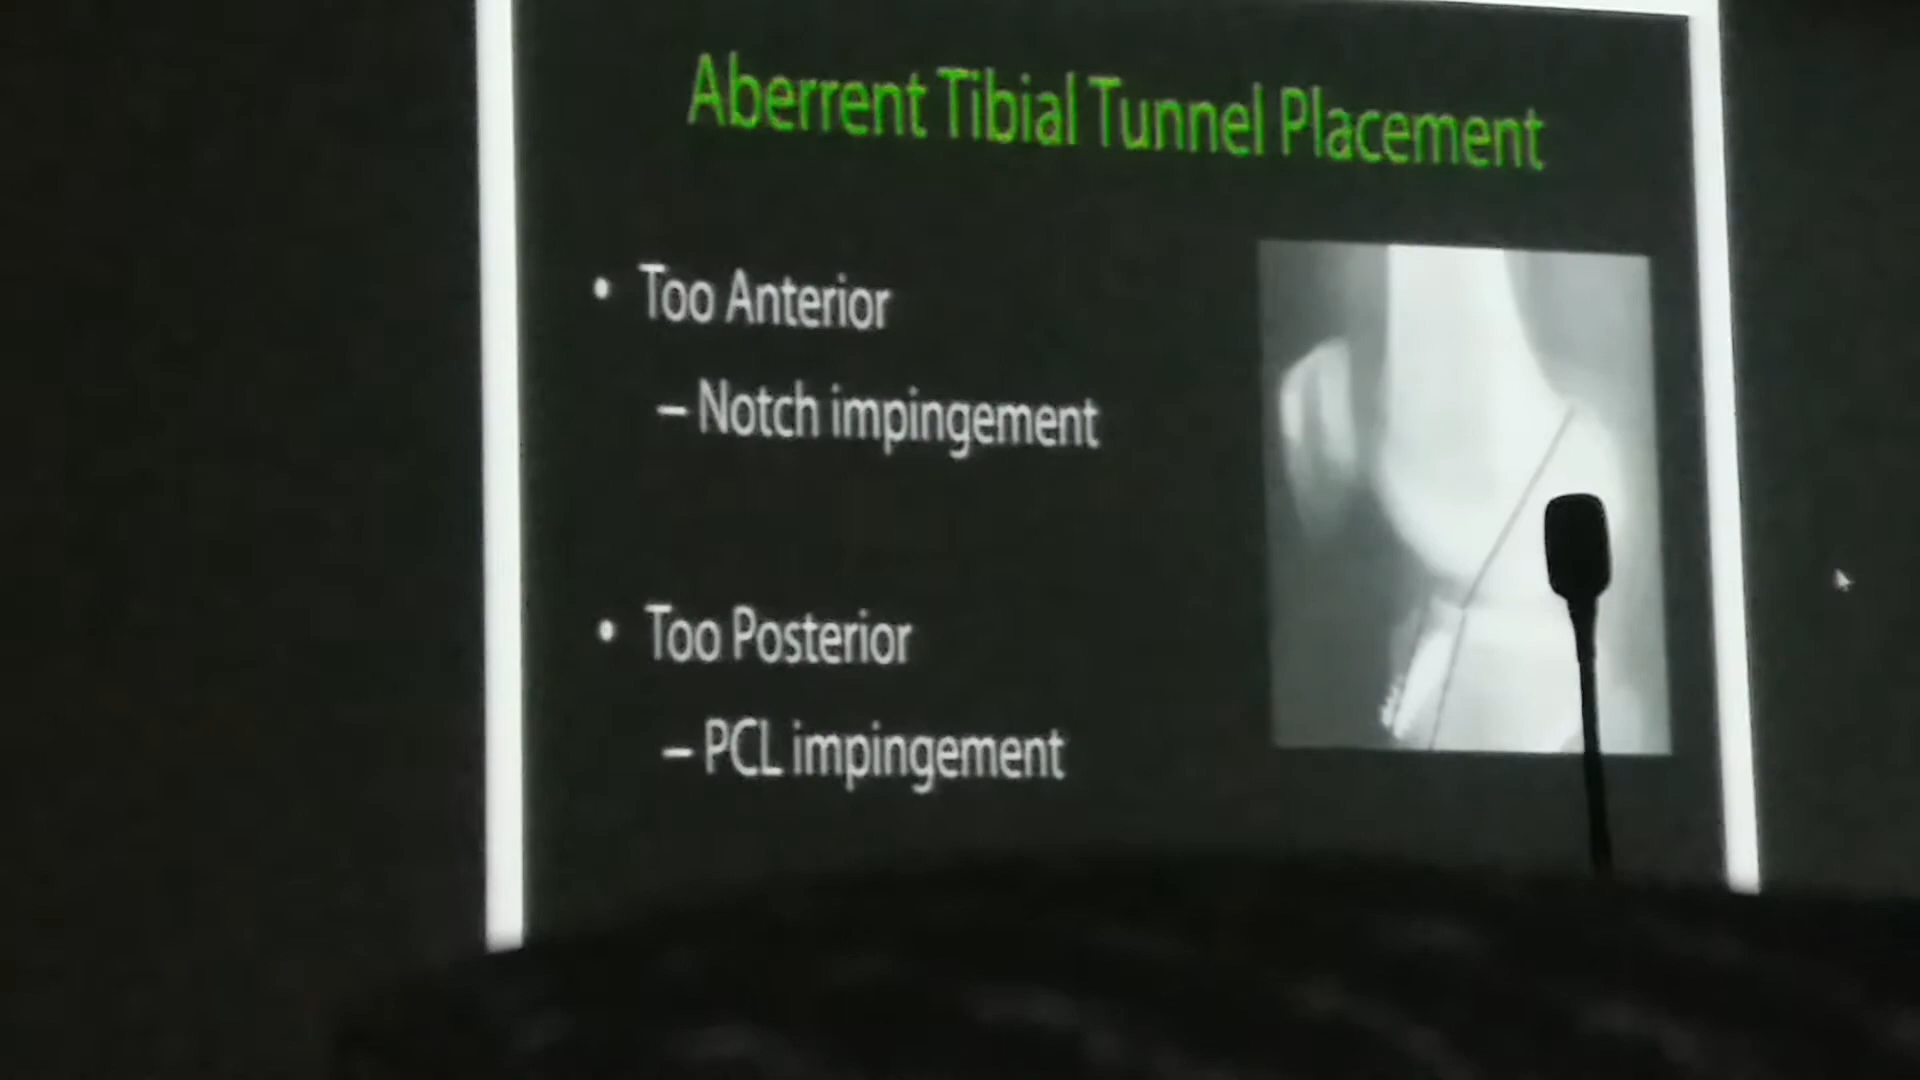 Aberrent Tibial Tunnel Placement
• Too Anterior
– Notch impingement
• Too Posterior
– PCL impingement